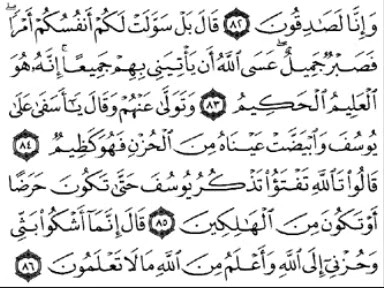 وَإِنَّا لَصَـٰدِقُونَ ٨٢ قَالَ بَلْ سَوَّلَتْ لَكُمْ أَنفُسُكُمْ أَمْرًا ۖ
فَصَبْرٌ جَمِيلٌ ۖ عَسَى ٱللَّهُ أَن يَأْتِيَنِى بِهِمْ جَمِيعًا ۚ إِنَّهُۥ هُوَ
ٱلْعَلِيمُ ٱلْحَكِيمُ ٨٣ وَتَوَلَّىٰ عَنْهُمْ وَقَالَ يَـٰٓأَسَفَىٰ عَلَىٰ
يُوسُفَ وَٱبْيَضَّتْ عَيْنَاهُ مِنَ ٱلْحُزْنِ فَهُوَ كَظِيمٌ ٨٤
قَالُوا۟ تَٱللَّهِ تَفْتَؤُا۟ تَذْكُرُ يُوسُفَ حَتَّىٰ تَكُونَ حَرَضًا
أَوْ تَكُونَ مِنَ ٱلْهَـٰلِكِينَ ٨٥ قَالَ إِنَّمَآ أَشْكُوا۟ بَثِّى
وَحُزْنِىٓ إِلَى ٱللَّهِ وَأَعْلَمُ مِنَ ٱللَّهِ مَا لَا تَعْلَمُونَ ٨٦